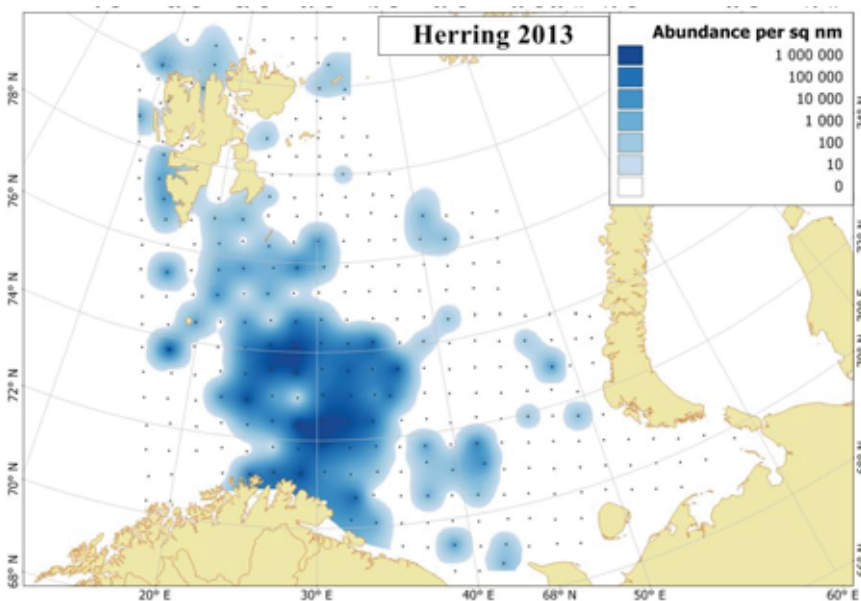 Herring 2013
Abundance per sq nm
1 000 000
100 000
10 000
1 000
100
10
0
78° N
76° N
74° N
72° N
70° N
68° N
20° E
30° E
40° E
68° N
50° E
60° E